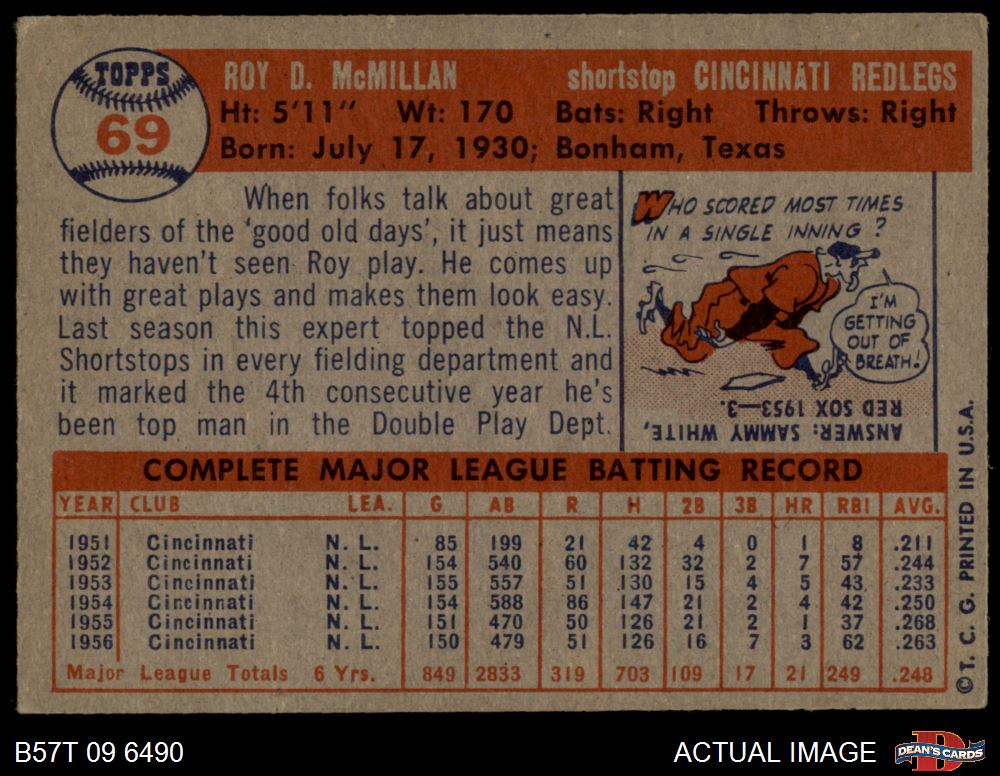 TOPPS
69
ROY D. McMILLAN shortstop CINCINNATI REDLEGS
Ht: 5'11" Wt: 170 Bats: Right Throws: Right
Born: July 17, 1930; Bonham, Texas
When folks talk about great
fielders of the 'good old days', it just means
they haven't seen Roy play. He comes up
with great plays and makes them look easy.
Last season this expert topped the N.L.
Shortstops in every fielding department and
it marked the 4th consecutive year he's
been top man in the Double Play Dept.
WHO SCORED MOST TIMES
IN A SINGLE INNING ?
I'M
GETTING
OUT OF
BREATH!
ANSWER: SAMMY WHITE,
RED SOX 1953—3.
COMPLETE MAJOR LEAGUE BATTING RECORD
YEAR CLUB LEA. G AB R H 2B 3B HR RBI AVG.
1951 Cincinnati N. L. 85 199 21 42 4 0 1 8 .211
1952 Cincinnati N. L. 154 540 60 132 32 2 7 57 .244
1953 Cincinnati N. L. 155 557 51 130 15 4 5 43 .233
1954 Cincinnati N. L. 154 588 86 147 21 2 4 42 .250
1955 Cincinnati N. L. 151 470 50 126 21 2 1 37 .268
1956 Cincinnati N. L. 150 479 51 126 16 7 3 62 .263
Major League Totals 6 Yrs. 849 2833 319 703 109 17 21 249 .248
©T. C. G. PRINTED IN U.S.A.
B57T 09 6490
ACTUAL IMAGE
D
DEAN'S CARDS